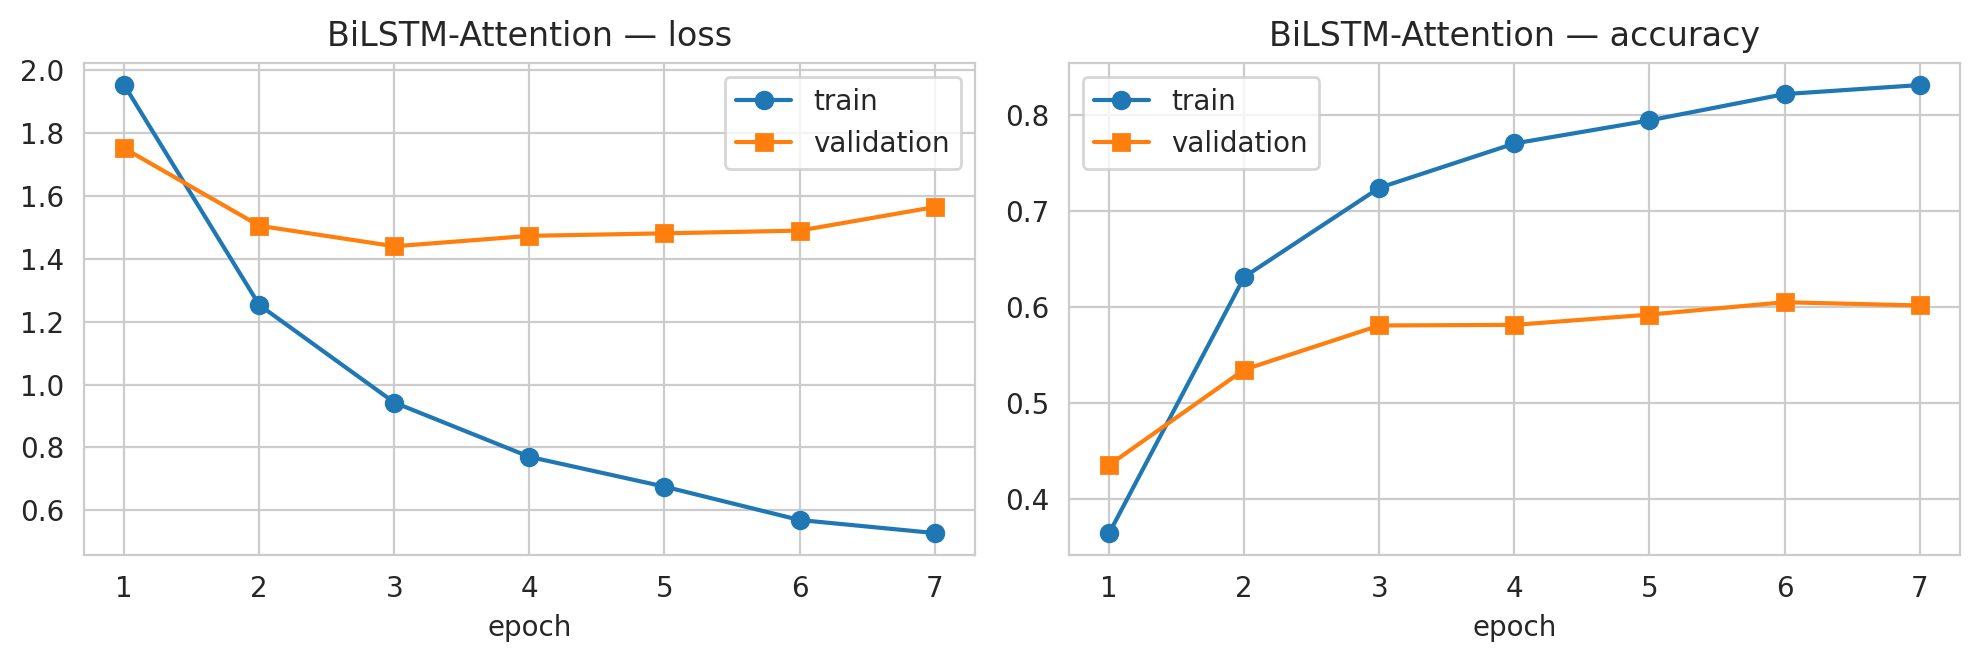 BiLSTM-Attention — loss
2.0
1.8
1.6
1.4
1.2
1.0
0.8
0.6
train
validation
1 2 3 4 5 6 7
epoch
BiLSTM-Attention — accuracy
0.8
0.7
0.6
0.5
0.4
train
validation
1 2 3 4 5 6 7
epoch